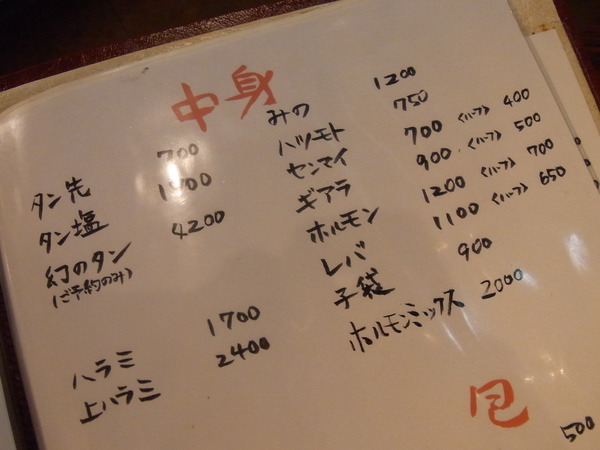 中身
タン先 700
タン塩
幻のタン 4200
(ご予約のみ)
ハラミ 1700
上ハラミ 2400
みの 1200
ハツモト 750
センマイ 700 〈ハーフ〉 400
ギアラ 900 〈ハーフ〉 500
ホルモン 1200 〈ハーフ〉 700
レバ 1100 〈ハーフ〉 650
子袋 900
ホルモンミックス 2000
包
500